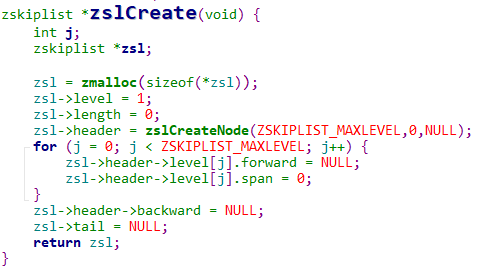 zskiplist *zslCreate(void) {
    int j;
    zskiplist *zsl;

    zsl = zmalloc(sizeof(*zsl));
    zsl->level = 1;
    zsl->length = 0;
    zsl->header = zslCreateNode(ZSKIPLIST_MAXLEVEL,0,NULL);
    for (j = 0; j < ZSKIPLIST_MAXLEVEL; j++) {
        zsl->header->level[j].forward = NULL;
        zsl->header->level[j].span = 0;
    }
    zsl->header->backward = NULL;
    zsl->tail = NULL;
    return zsl;
}